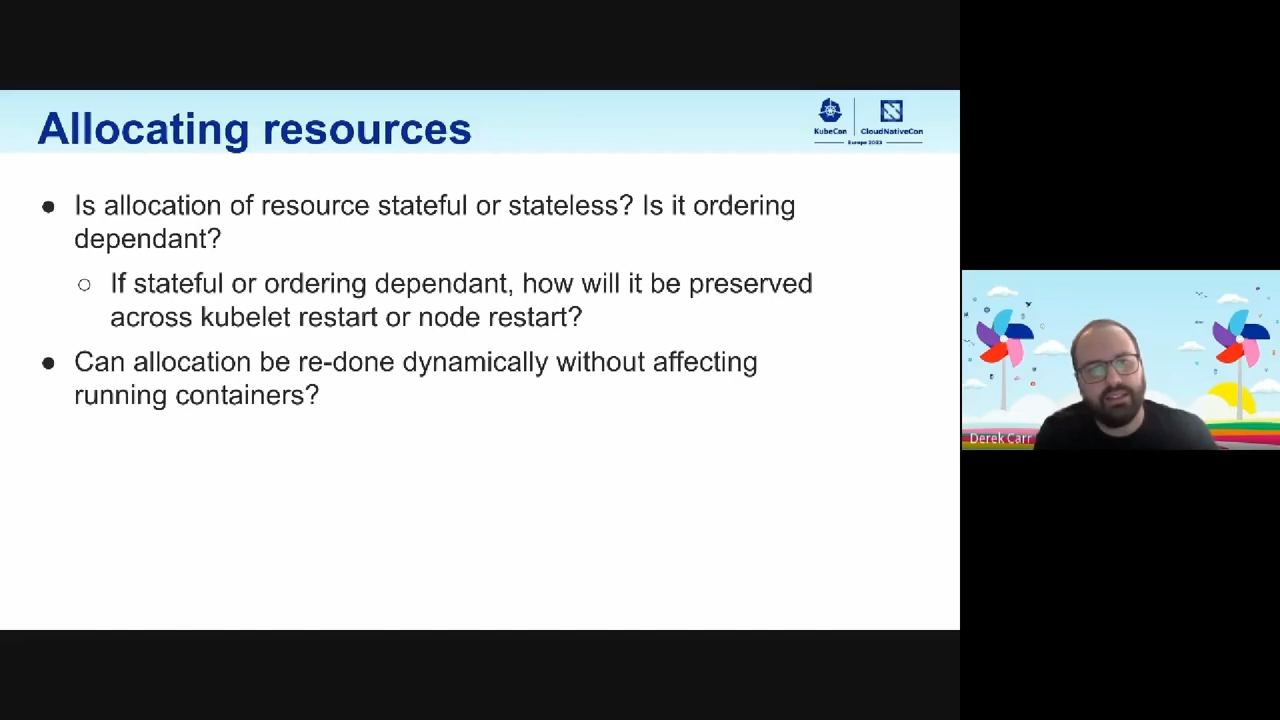 Allocating resources
KubeCon
CloudNativeCon
Europe 2023
● Is allocation of resource stateful or stateless? Is it ordering
dependant?
○ If stateful or ordering dependant, how will it be preserved
across kubelet restart or node restart?
● Can allocation be re-done dynamically without affecting
running containers?
Derek Carr